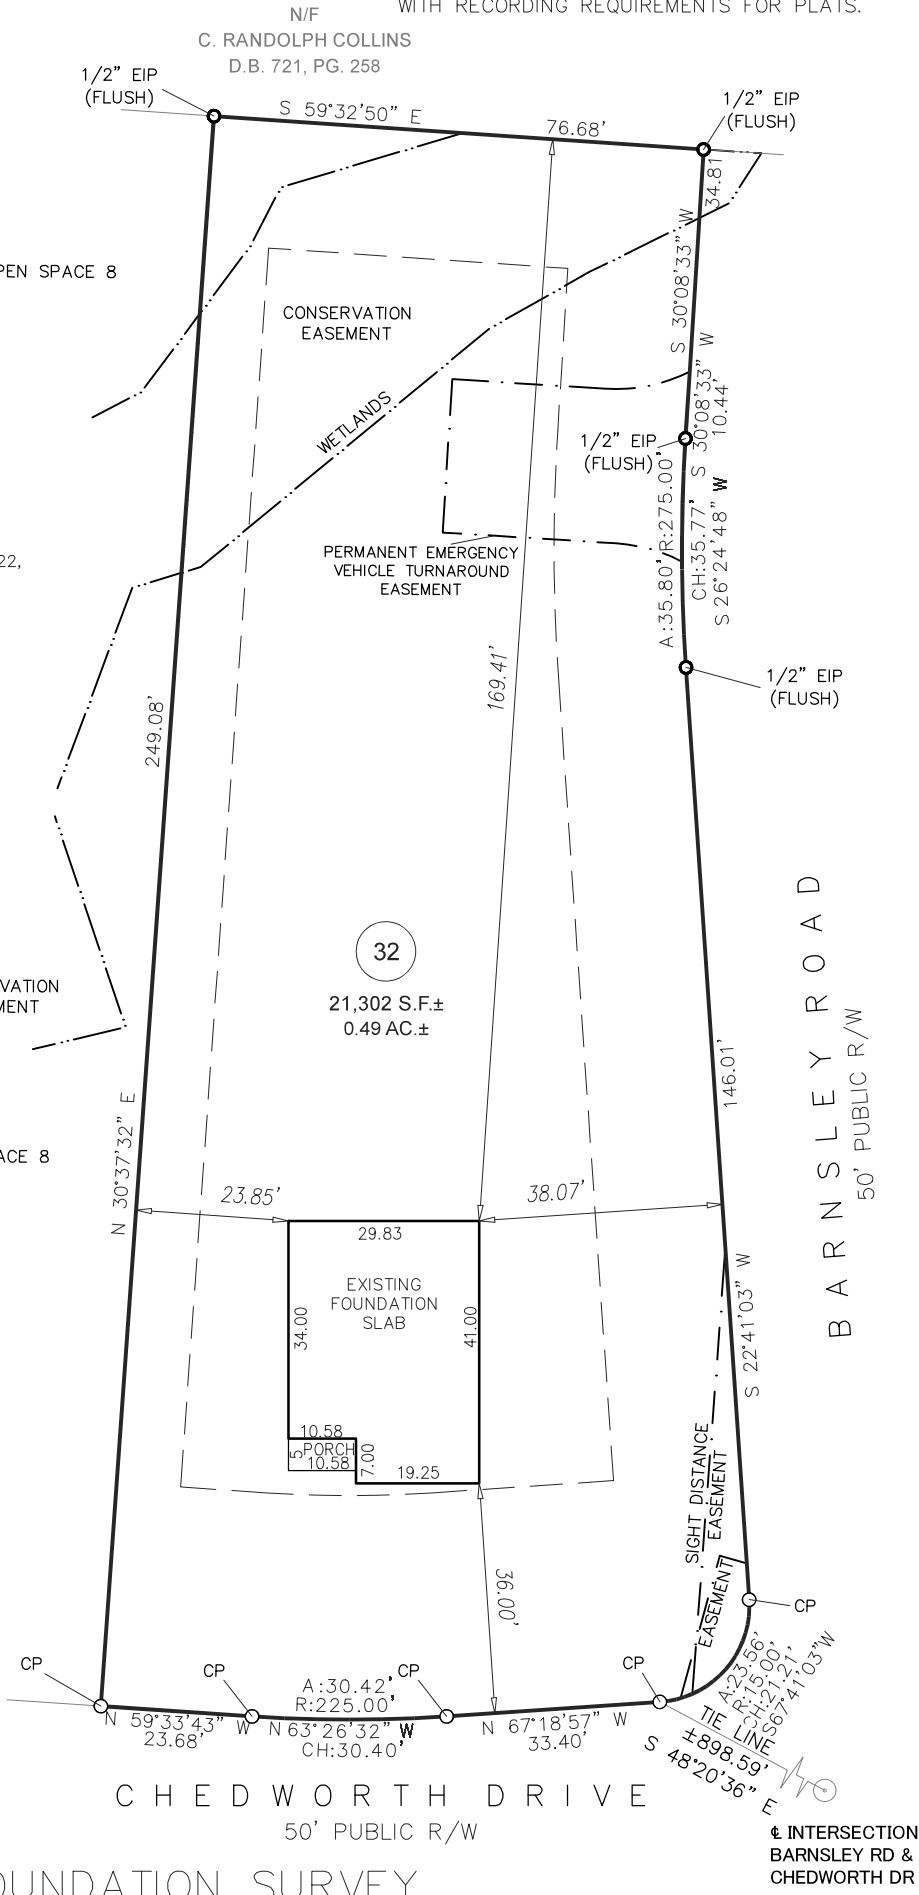 WITH RECORDING REQUIREMENTS FOR PLATS.
N/F
C. RANDOLPH COLLINS
D.B. 721, PG. 258
1/2" EIP
(FLUSH)
S 59°32'50" E
76.68'
1/2" EIP
(FLUSH)
34.81
S 30°08'33" W
PEN SPACE 8
CONSERVATION
EASEMENT
WETLANDS
S 30°08'33" W
10.44'
1/2" EIP
(FLUSH)
A:35.80' R:275.00'
CH:35.77'
S 26°24'48" W
22,
PERMANENT EMERGENCY
VEHICLE TURNAROUND
EASEMENT
1/2" EIP
(FLUSH)
169.41'
249.08'
32
21,302 S.F.±
0.49 AC.±
VATION
MENT
BARNSLEY ROAD
50' PUBLIC R/W
146.01'
N 30°37'32" E
ACE 8
23.85'
38.07'
29.83
EXISTING
FOUNDATION
SLAB
34.00
41.00
S 22°41'03" W
10.58
PORCH
5
10.58
7.00
19.25
SIGHT DISTANCE
EASEMENT
EASEMENT
36.00'
CP
CP
CP
CP
CP
A:30.42'
R:225.00'
A:23.56'
R:15.00'
CH:21.21'
S67°41'03"W
N 59°33'43" W
23.68'
N 63°26'32" W
CH:30.40'
N 67°18'57" W
33.40'
TIE LINE
±898.59'
S 48°20'36" E
CHEDWORTH DRIVE
50' PUBLIC R/W
℄ INTERSECTION
BARNSLEY RD &
CHEDWORTH DR
OUNDATION SURVEY